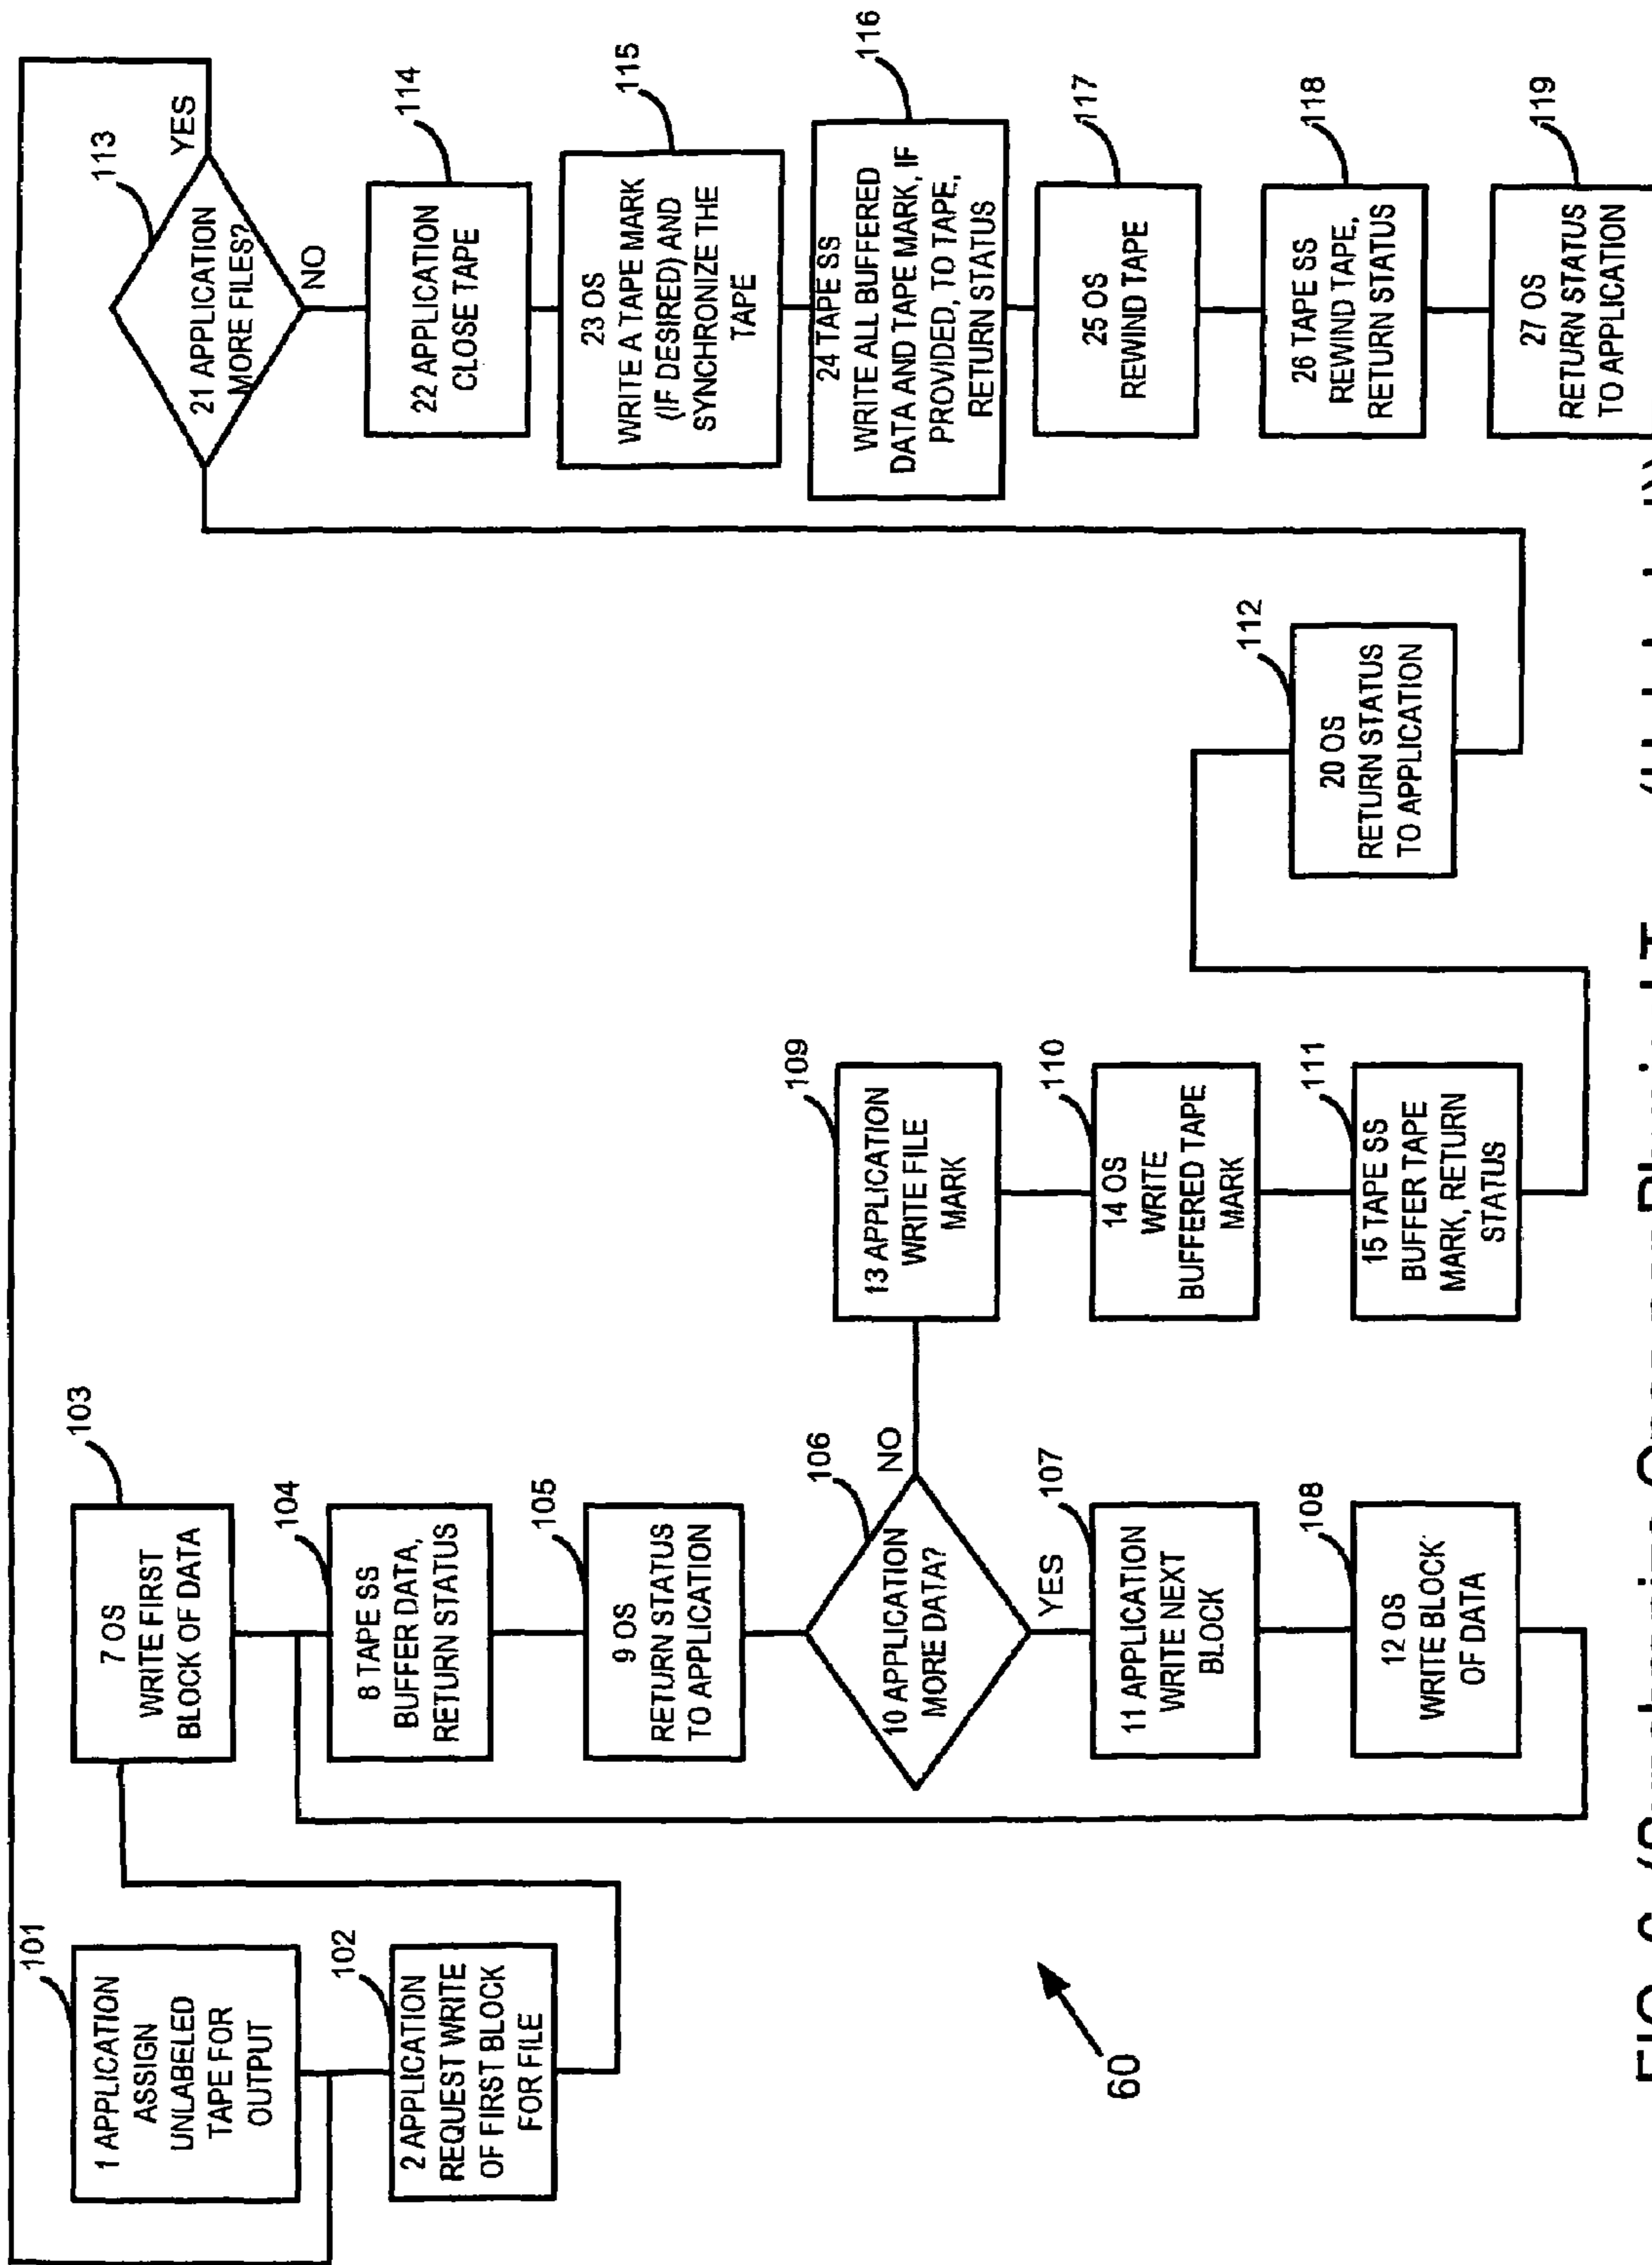 101
1 APPLICATION
ASSIGN
UNLABELED
TAPE FOR
OUTPUT
102
2 APPLICATION
REQUEST WRITE
OF FIRST BLOCK
FOR FILE
60
103
7 OS
WRITE FIRST
BLOCK OF DATA
104
8 TAPE SS
BUFFER DATA,
RETURN STATUS
105
9 OS
RETURN STATUS
TO APPLICATION
106
10 APPLICATION
MORE DATA?
NO
YES
107
11 APPLICATION
WRITE NEXT
BLOCK
108
12 OS
WRITE BLOCK
OF DATA
109
13 APPLICATION
WRITE FILE
MARK
110
14 OS
WRITE
BUFFERED TAPE
MARK
111
15 TAPE SS
BUFFER TAPE
MARK, RETURN
STATUS
112
20 OS
RETURN STATUS
TO APPLICATION
113
21 APPLICATION
MORE FILES?
YES
NO
114
22 APPLICATION
CLOSE TAPE
115
23 OS
WRITE A TAPE MARK
(IF DESIRED) AND
SYNCHRONIZE THE
TAPE
116
24 TAPE SS
WRITE ALL BUFFERED
DATA AND TAPE MARK, IF
PROVIDED, TO TAPE,
RETURN STATUS
117
25 OS
REWIND TAPE
118
26 TAPE SS
REWIND TAPE,
RETURN STATUS
119
27 OS
RETURN STATUS
TO APPLICATION